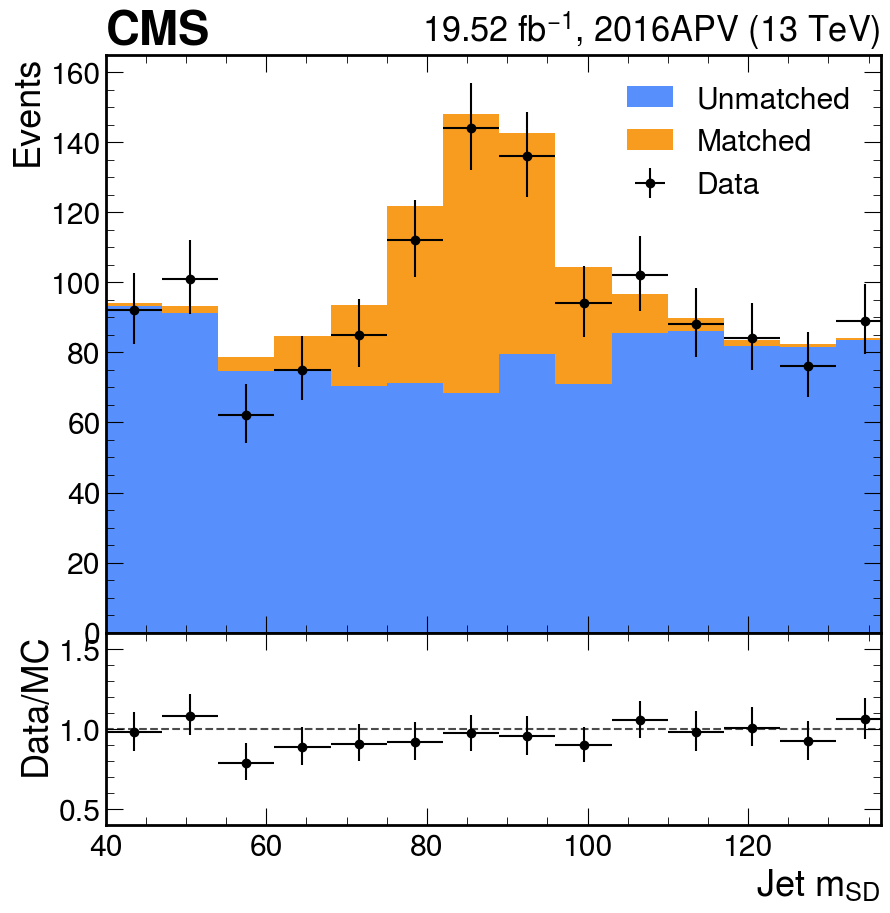 CMS 19.52 fb⁻¹, 2016APV (13 TeV)
Events
160
140
120
100
80
60
40
20
0
Unmatched
Matched
Data
Data/MC
1.5
1.0
0.5
40 60 80 100 120
Jet m_SD